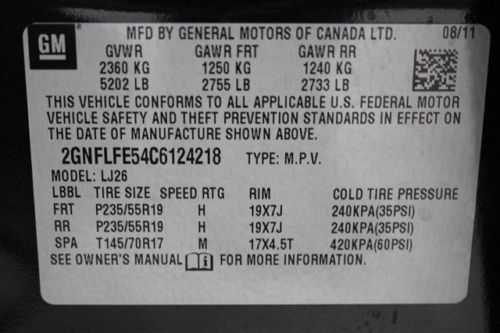 GM
MFD BY GENERAL MOTORS OF CANADA LTD. 08/11
GVWR GAWR FRT GAWR RR
2360 KG 1250 KG 1240 KG
5202 LB 2755 LB 2733 LB
THIS VEHICLE CONFORMS TO ALL APPLICABLE U.S. FEDERAL MOTOR
VEHICLE SAFETY AND THEFT PREVENTION STANDARDS IN EFFECT ON
THE DATE OF MANUFACTURE SHOWN ABOVE.
2GNFLFE54C6124218 TYPE: M.P.V.
MODEL: LJ26
LBBL TIRE SIZE SPEED RTG RIM COLD TIRE PRESSURE
FRT P235/55R19 H 19X7J 240KPA(35PSI)
RR P235/55R19 H 19X7J 240KPA(35PSI)
SPA T145/70R17 M 17X4.5T 420KPA(60PSI)
SEE OWNER'S MANUAL FOR MORE INFORMATION.